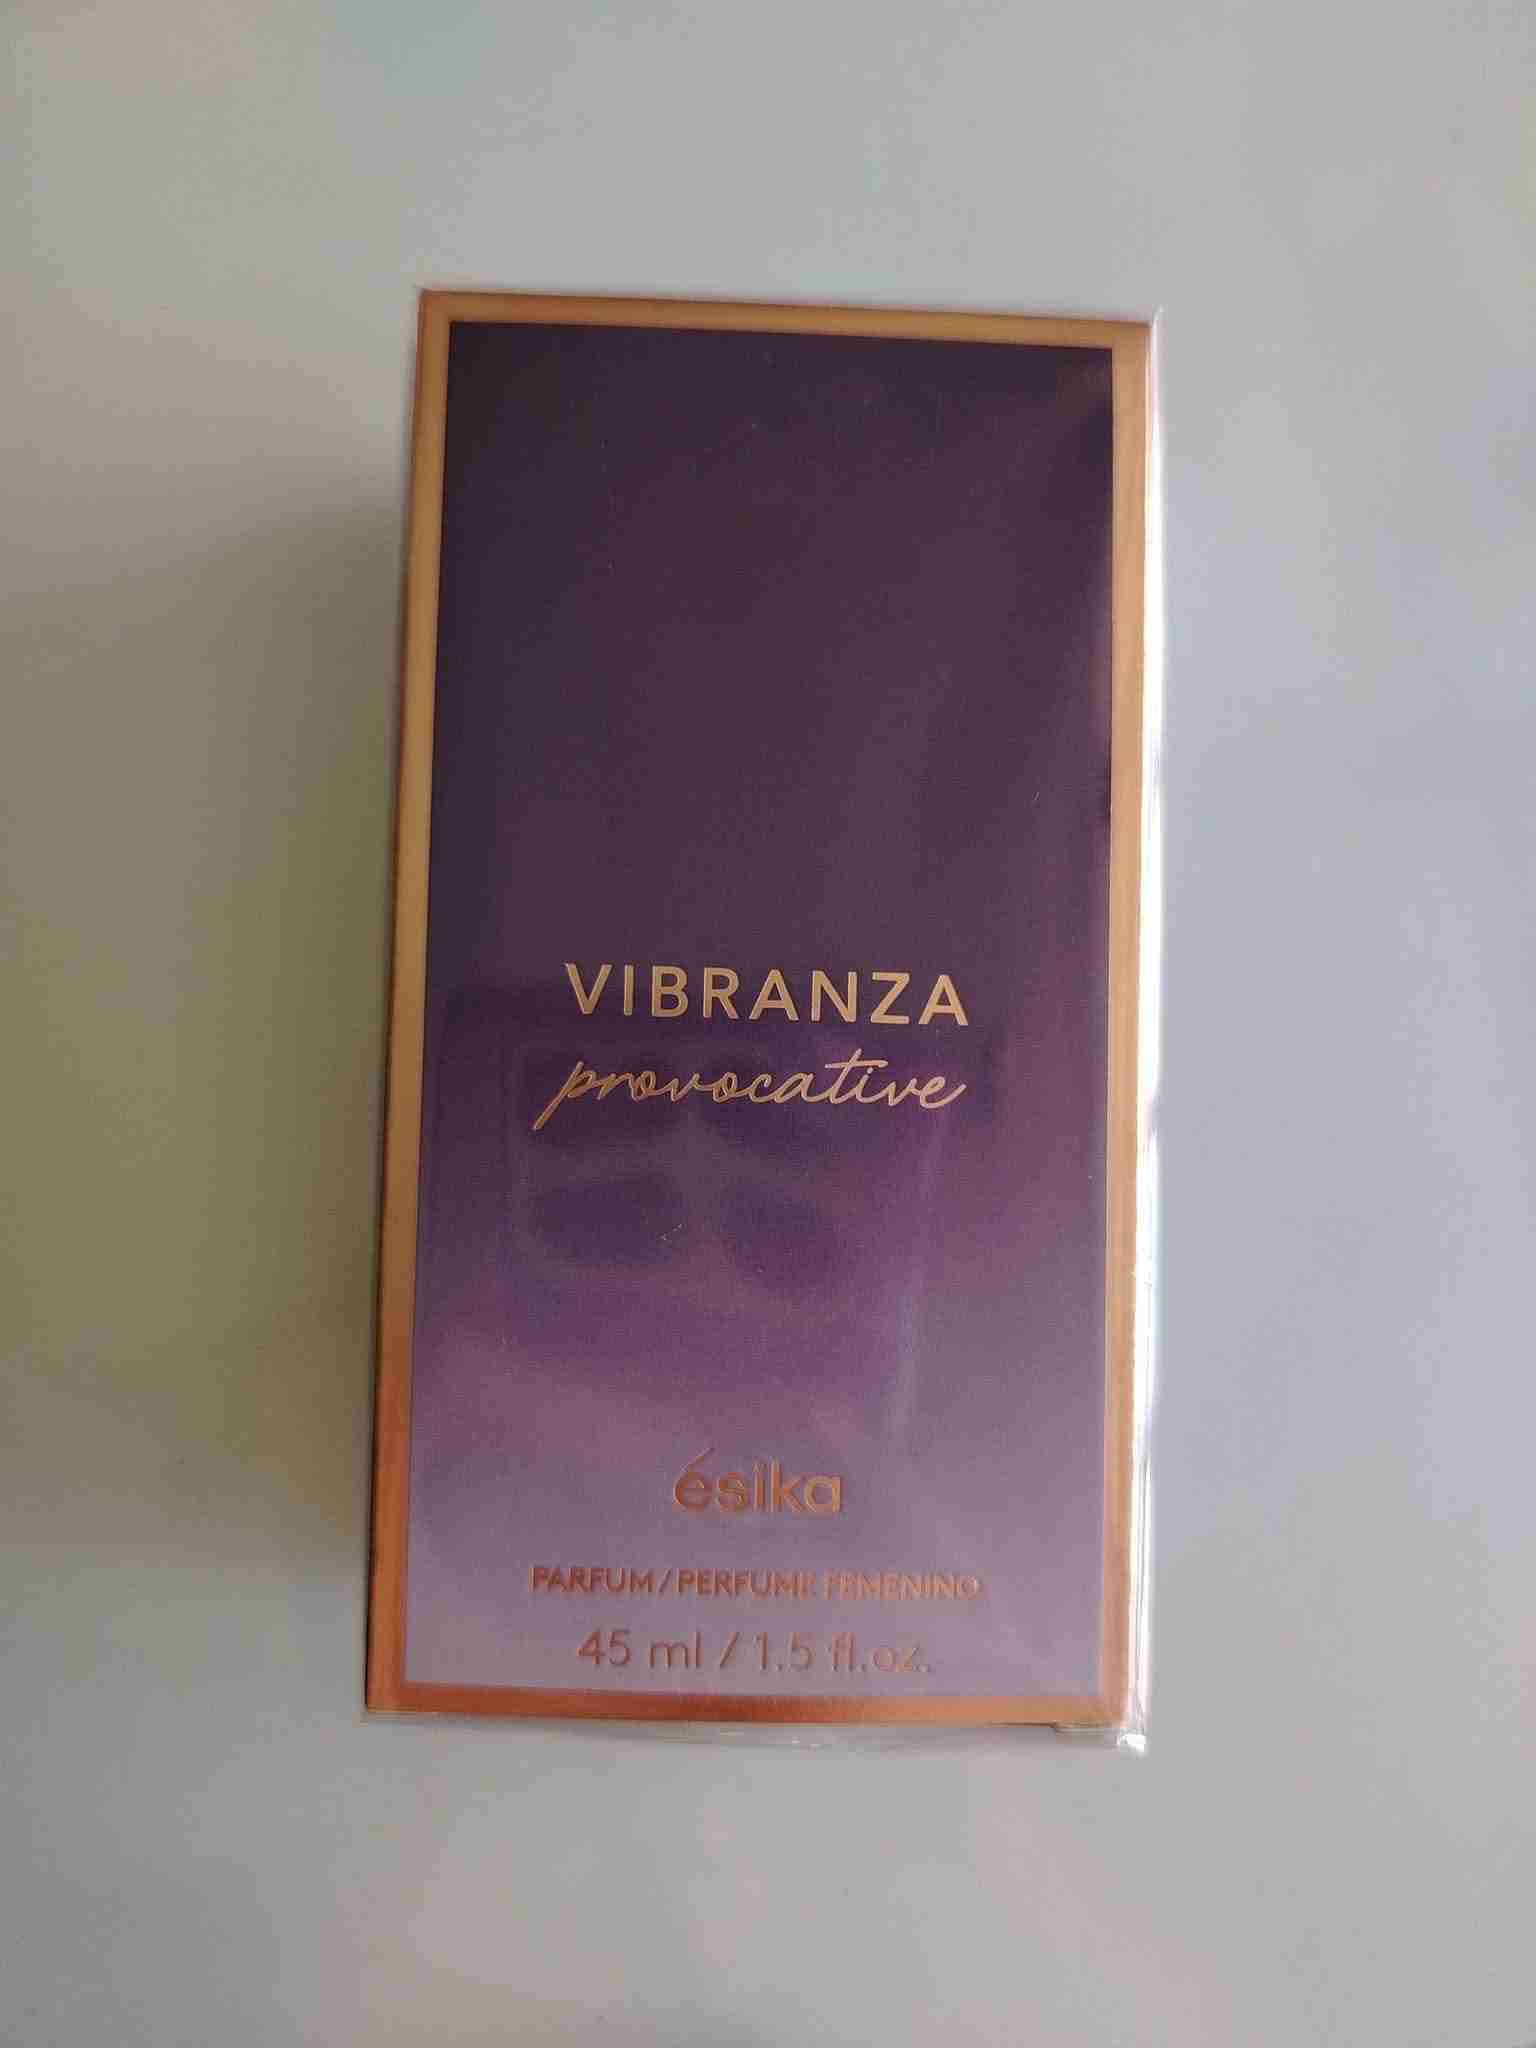 VIBRANZA
provocative
ésika
PARFUM / PERFUME FEMENINO
45 ml / 1.5 fl.oz.